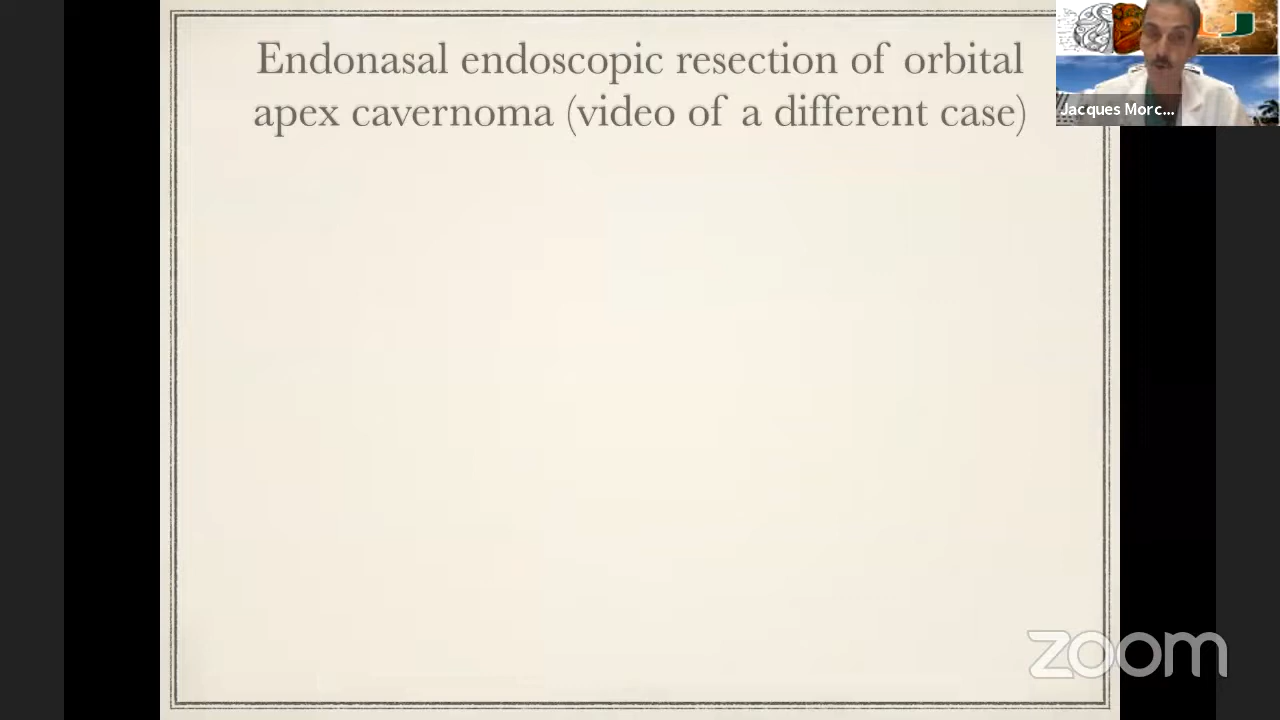 Endonasal endoscopic resection of orbital
apex cavernoma (video of a different case)
Jacques Morc...
zoom